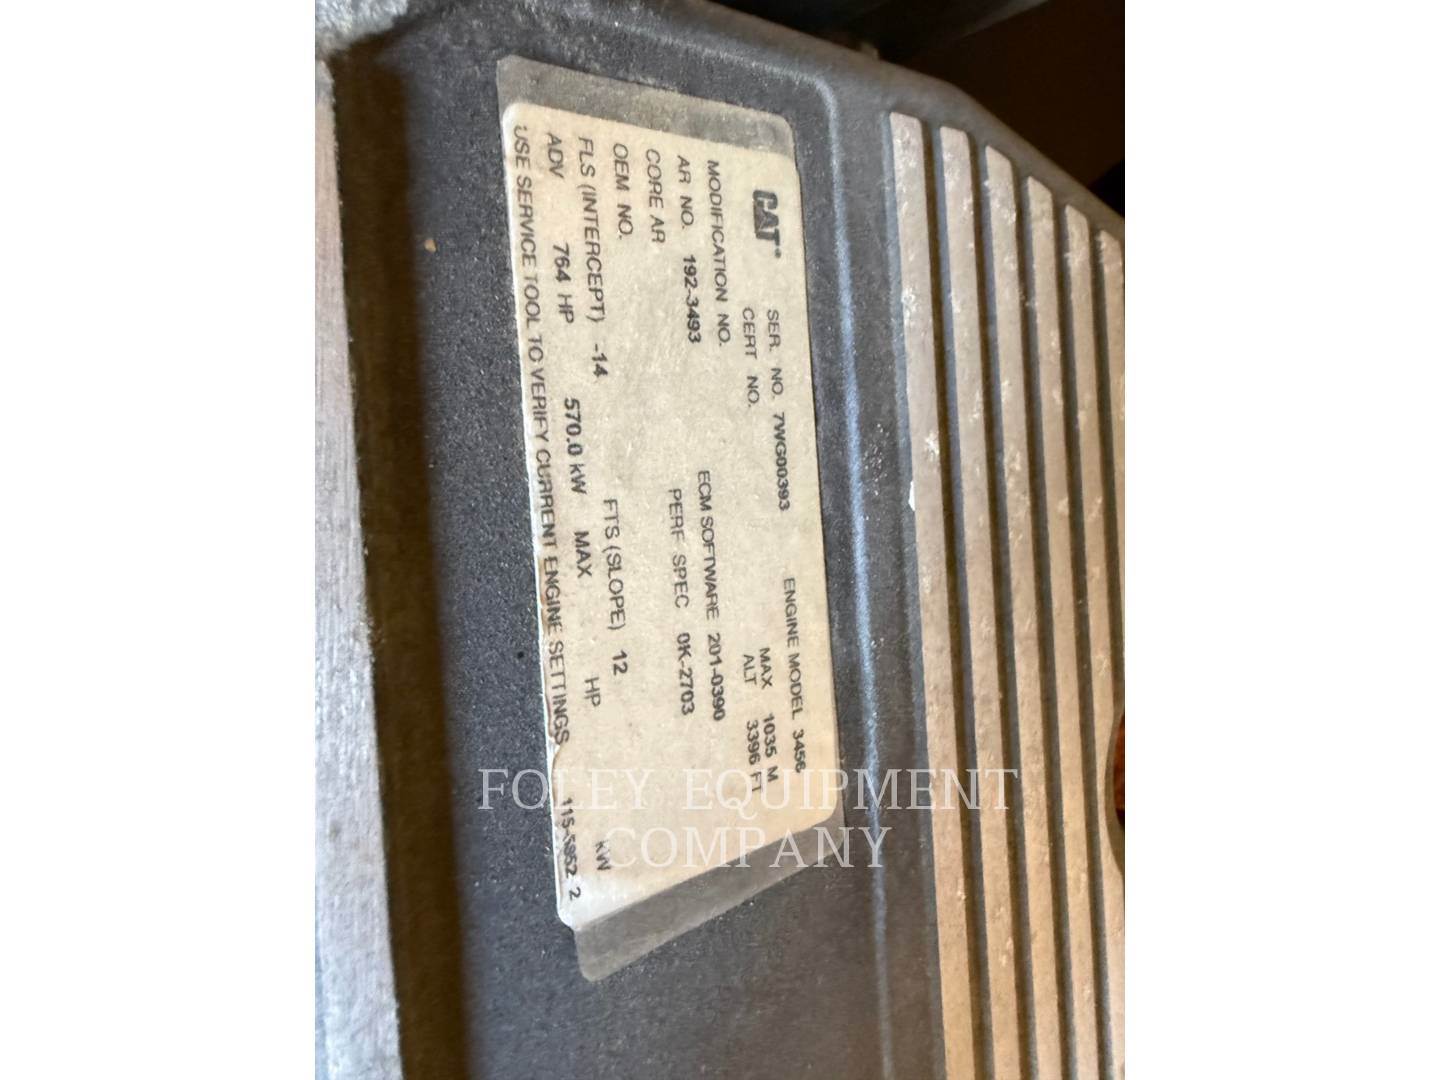 CAT® SER. NO. 7WG00393 ENGINE MODEL 3456
CERT NO. MAX ALT 1035 M 3396 FT
MODIFICATION NO.
AR NO. 192-3493 ECM SOFTWARE 201-0390
CORE AR PERF SPEC 0K-2703
OEM NO.
FLS (INTERCEPT) -14 FTS (SLOPE) 12
ADV 764 HP 570.0 kW MAX HP kW
USE SERVICE TOOL TO VERIFY CURRENT ENGINE SETTINGS 2
FOLEY EQUIPMENT
COMPANY